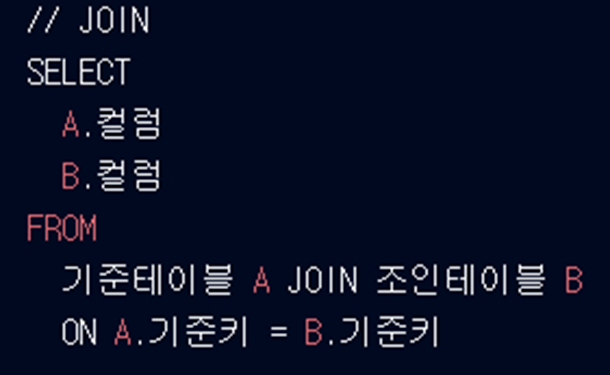 // JOIN
SELECT
A.컬럼
B.컬럼
FROM
기준테이블 A JOIN 조인테이블 B
ON A.기준키 = B.기준키